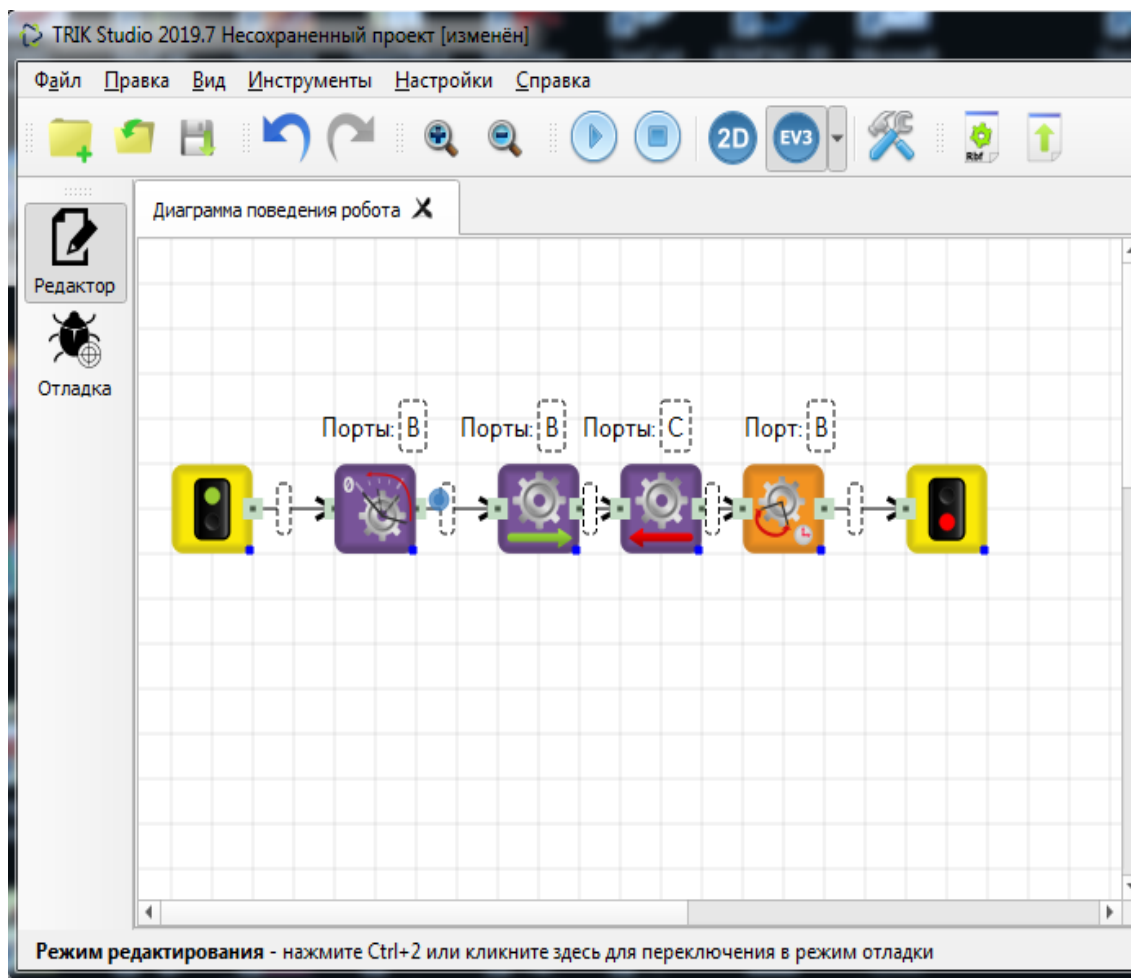 TRIK Studio 2019.7 Несохраненный проект [изменён]
Файл Правка Вид Инструменты Настройки Справка
2D EV3 Rbf
Диаграмма поведения робота
Редактор
Отладка
Порты: B Порты: B Порты: C Порт: B
0
Режим редактирования - нажмите Ctrl+2 или кликните здесь для переключения в режим отладки